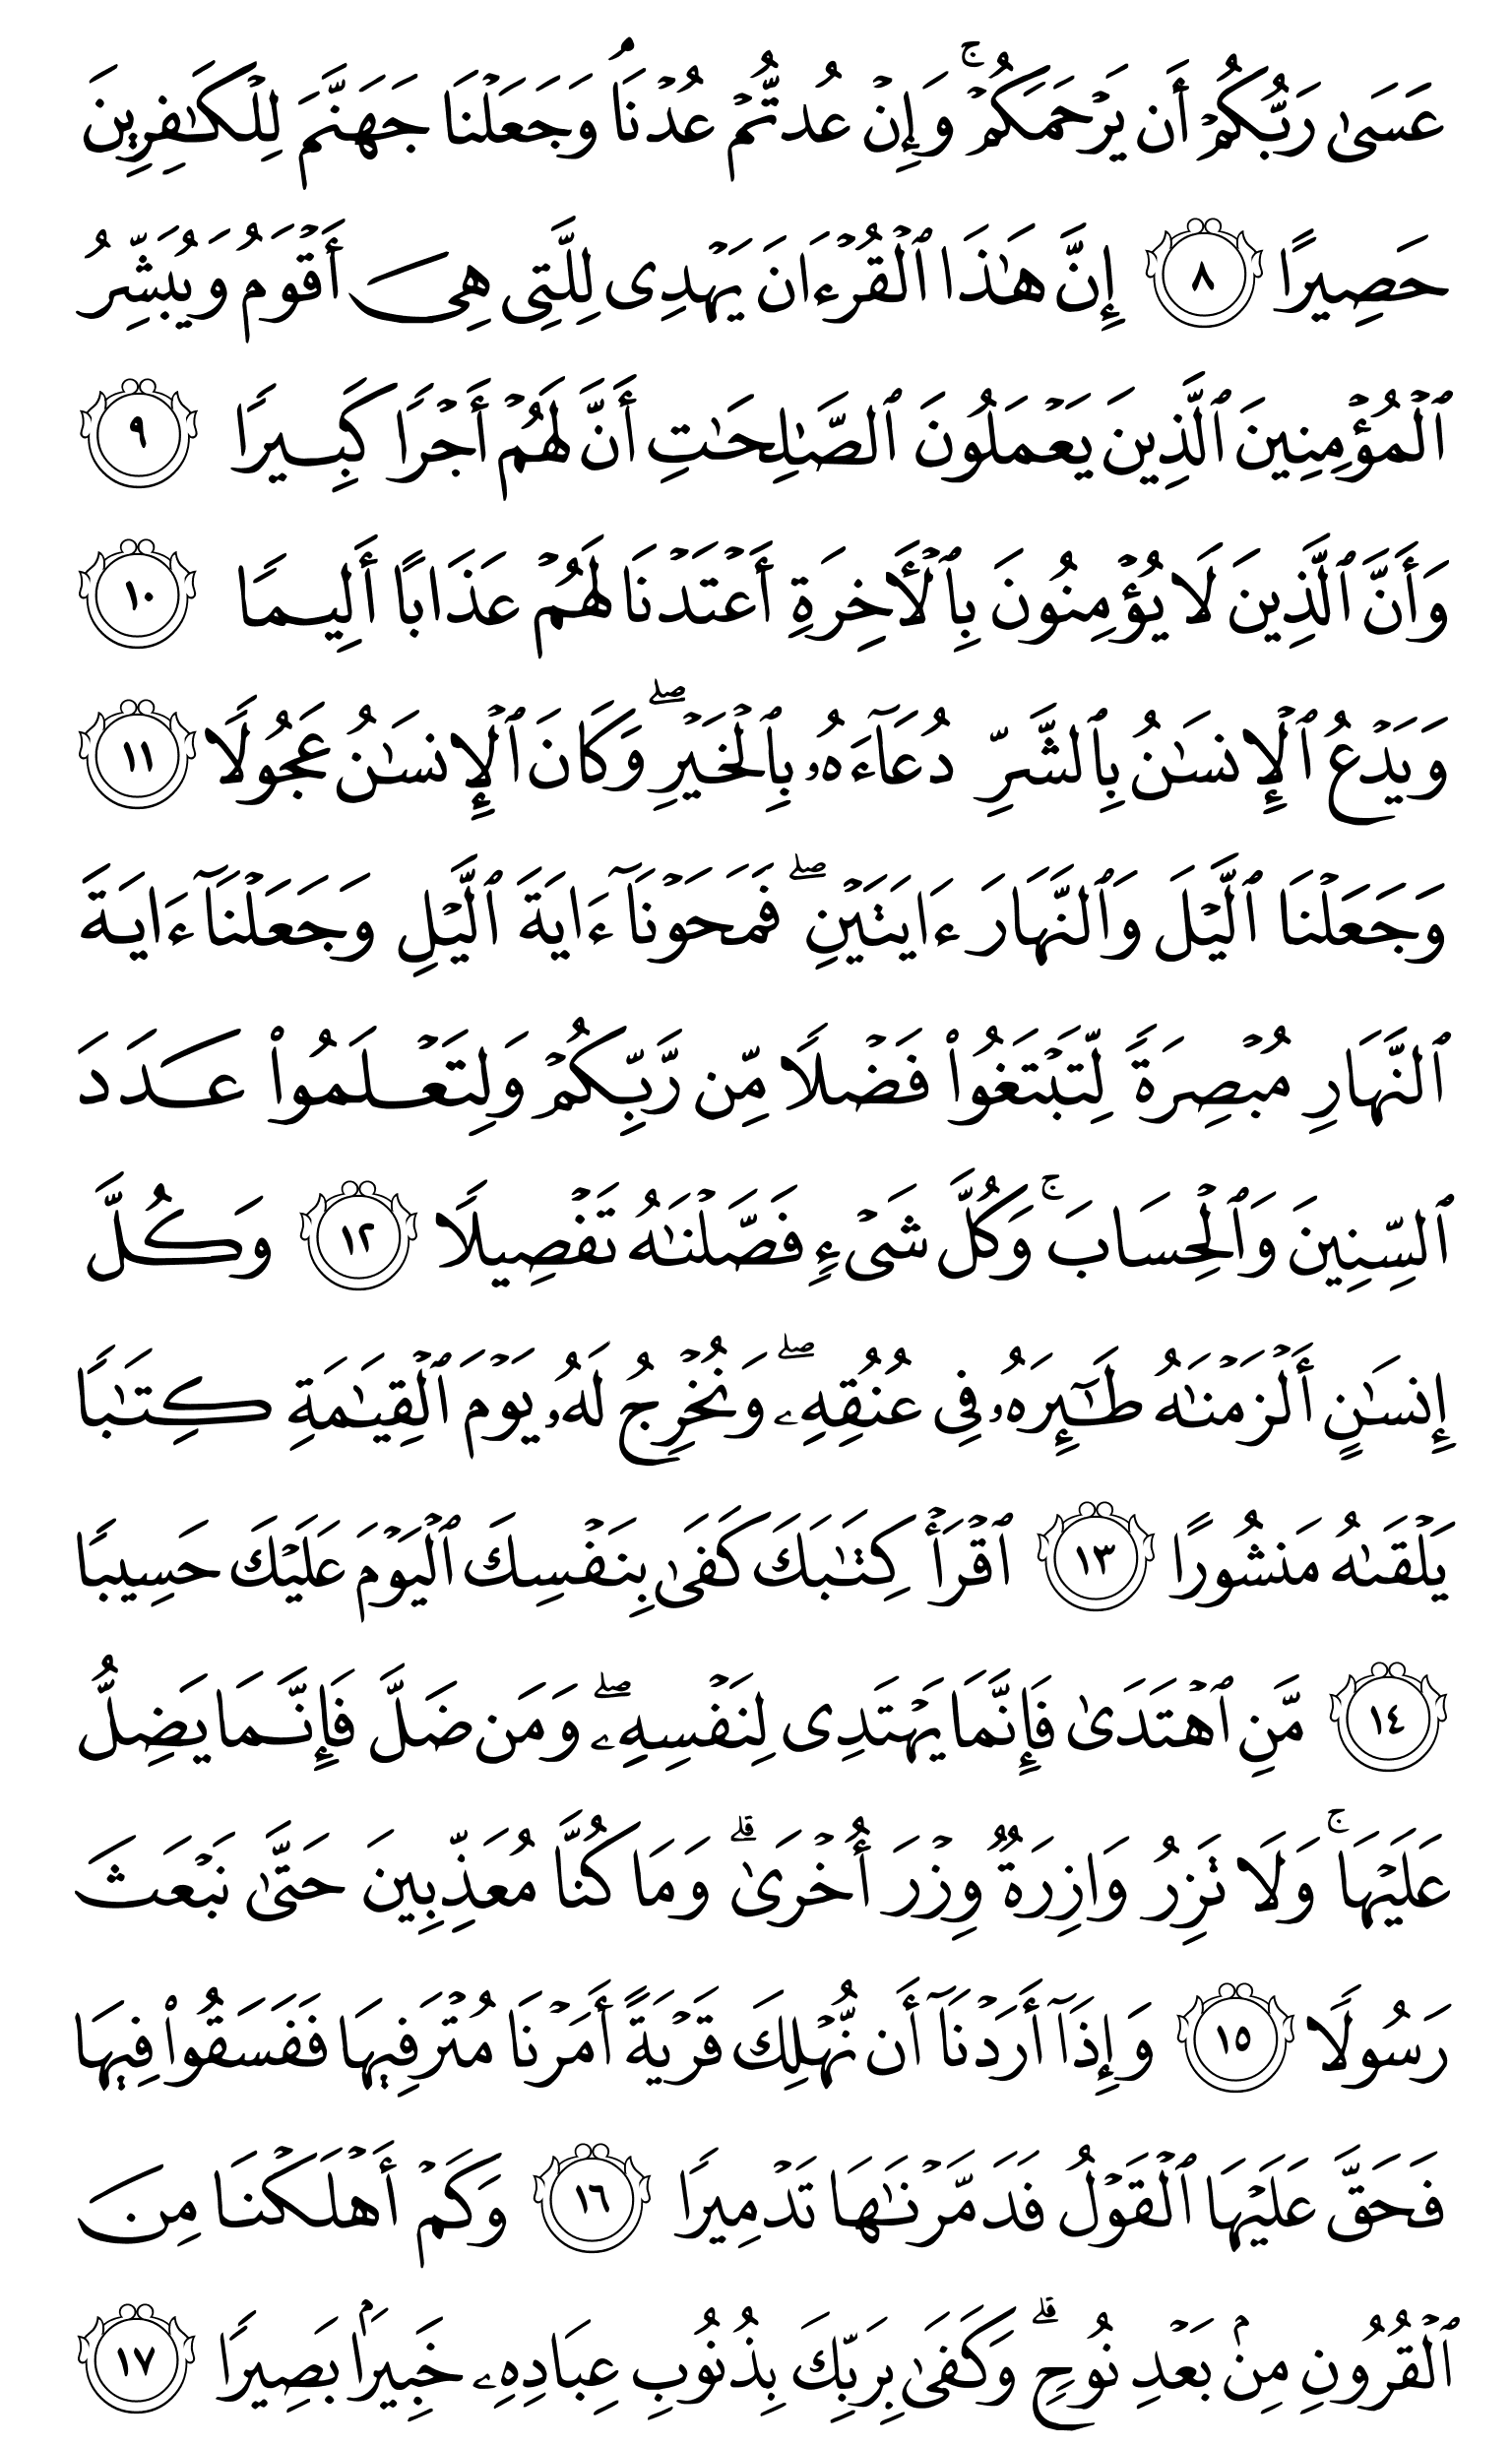 عَسَىٰ رَبُّكُمۡ أَن يَرۡحَمَكُمۡۚ وَإِنۡ عُدتُّمۡ عُدۡنَاۘ وَجَعَلۡنَا جَهَنَّمَ لِلۡكَٰفِرِينَ
حَصِيرًا ٨ إِنَّ هَٰذَا ٱلۡقُرۡءَانَ يَهۡدِى لِلَّتِى هِىَ أَقۡوَمُ وَيُبَشِّرُ
ٱلۡمُؤۡمِنِينَ ٱلَّذِينَ يَعۡمَلُونَ ٱلصَّٰلِحَٰتِ أَنَّ لَهُمۡ أَجۡرًا كَبِيرًا ٩
وَأَنَّ ٱلَّذِينَ لَا يُؤۡمِنُونَ بِٱلۡأَخِرَةِ أَعۡتَدۡنَا لَهُمۡ عَذَابًا أَلِيمًا ١٠
وَيَدۡعُ ٱلۡإِنسَٰنُ بِٱلشَّرِّ دُعَآءَهُۥ بِٱلۡخَيۡرِۖ وَكَانَ ٱلۡإِنسَٰنُ عَجُولًا ١١
وَجَعَلۡنَا ٱلَّيۡلَ وَٱلنَّهَارَ ءَايَتَيۡنِۖ فَمَحَوۡنَآ ءَايَةَ ٱلَّيۡلِ وَجَعَلۡنَآ ءَايَةَ
ٱلنَّهَارِ مُبۡصِرَةً لِّتَبۡتَغُوا۟ فَضۡلًا مِّن رَّبِّكُمۡ وَلِتَعۡلَمُوا۟ عَدَدَ
ٱلسِّنِينَ وَٱلۡحِسَابَۚ وَكُلَّ شَىۡءٍ فَصَّلۡنَٰهُ تَفۡصِيلًا ١٢ وَكُلَّ
إِنسَٰنٍ أَلۡزَمۡنَٰهُ طَٰٓئِرَهُۥ فِى عُنُقِهِۦۖ وَنُخۡرِجُ لَهُۥ يَوۡمَ ٱلۡقِيَٰمَةِ كِتَٰبًا
يَلۡقَىٰهُ مَنشُورًا ١٣ ٱقۡرَأۡ كِتَٰبَكَ كَفَىٰ بِنَفۡسِكَ ٱلۡيَوۡمَ عَلَيۡكَ حَسِيبًا
١٤ مَّنِ ٱهۡتَدَىٰ فَإِنَّمَا يَهۡتَدِى لِنَفۡسِهِۦۖ وَمَن ضَلَّ فَإِنَّمَا يَضِلُّ
عَلَيۡهَاۚ وَلَا تَزِرُ وَازِرَةٌ وِزۡرَ أُخۡرَىٰۗ وَمَا كُنَّا مُعَذِّبِينَ حَتَّىٰ نَبۡعَثَ
رَسُولًا ١٥ وَإِذَآ أَرَدۡنَآ أَن نُّهۡلِكَ قَرۡيَةً أَمَرۡنَا مُتۡرَفِيهَا فَفَسَقُوا۟ فِيهَا
فَحَقَّ عَلَيۡهَا ٱلۡقَوۡلُ فَدَمَّرۡنَٰهَا تَدۡمِيرًا ١٦ وَكَمۡ أَهۡلَكۡنَا مِنَ
ٱلۡقُرُونِ مِنۢ بَعۡدِ نُوحٍۗ وَكَفَىٰ بِرَبِّكَ بِذُنُوبِ عِبَادِهِۦ خَبِيرَۢا بَصِيرًا ١٧